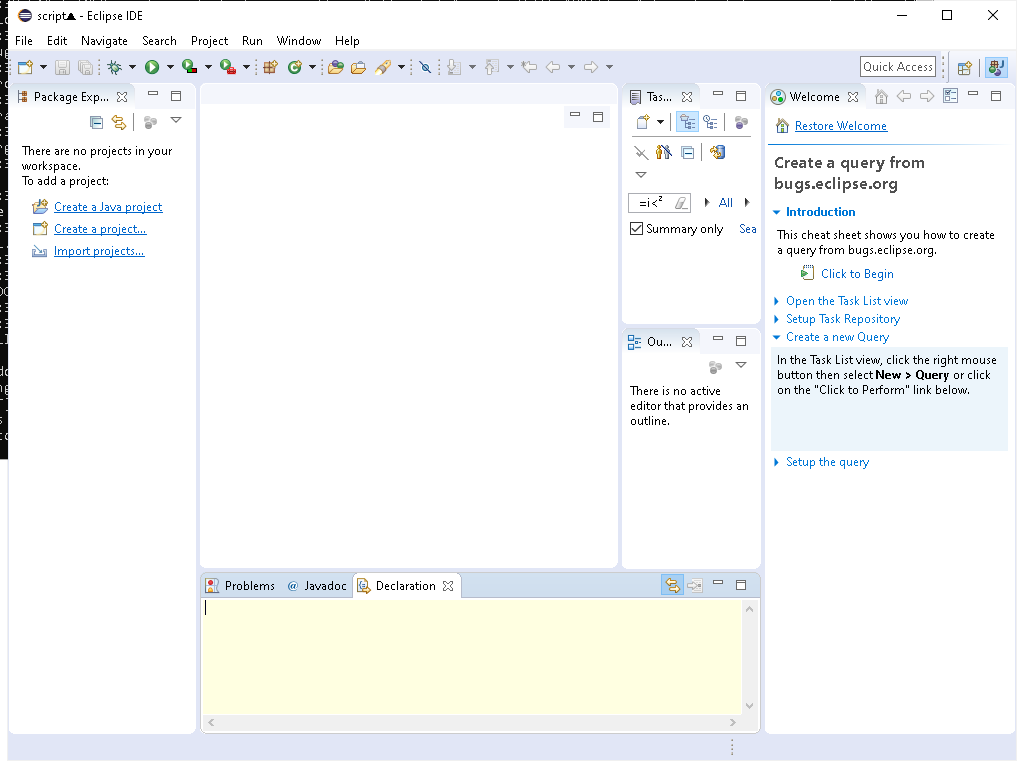 script▲ - Eclipse IDE
File Edit Navigate Search Project Run Window Help
Quick Access
Package Exp...
There are no projects in your
workspace.
To add a project:
Create a Java project
Create a project...
Import projects...
Tas...
=i<²
All
Summary only
Sea
Ou...
There is no active
editor that provides an
outline.
Welcome
Restore Welcome
Create a query from
bugs.eclipse.org
Introduction
This cheat sheet shows you how to create
a query from bugs.eclipse.org.
Click to Begin
Open the Task List view
Setup Task Repository
Create a new Query
In the Task List view, click the right mouse
button then select New > Query or click
on the "Click to Perform" link below.
Setup the query
Problems @ Javadoc Declaration